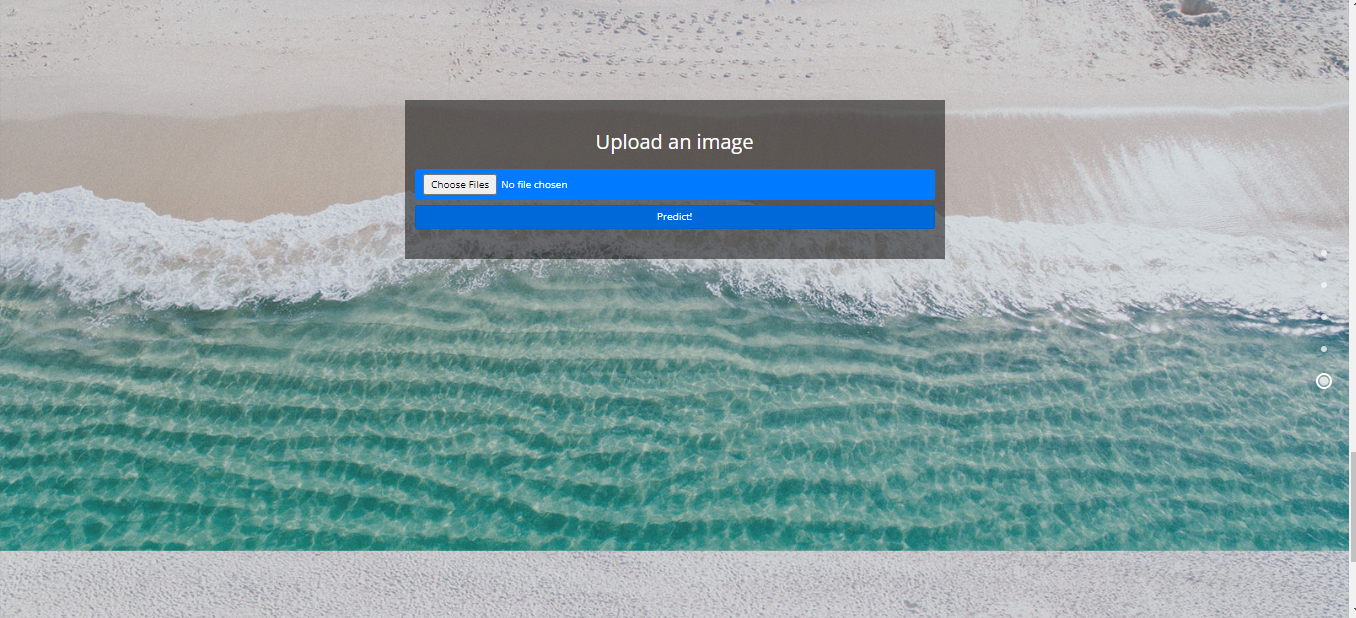 Upload an image
Choose Files No file chosen
Predict!